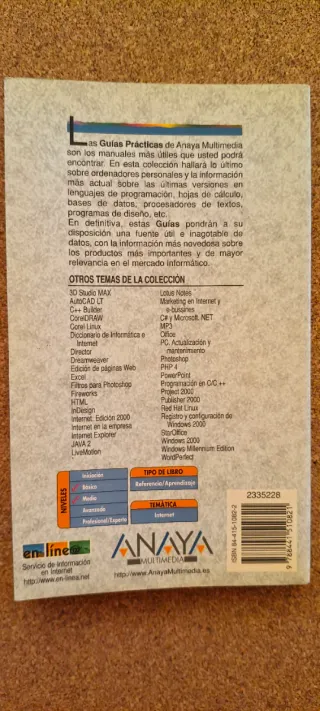 Las Guías Prácticas de Anaya Multimedia
son los manuales más útiles que usted podrá
encontrar. En esta colección hallará lo último
sobre ordenadores personales y la información
más actual sobre las últimas versiones en
lenguajes de programación, hojas de cálculo,
bases de datos, procesadores de textos,
programas de diseño, etc.
En definitiva, estas Guías pondrán a su
disposición una fuente útil e inagotable de
datos, con la información más novedosa sobre
los productos más importantes y de mayor
relevancia en el mercado informático.
OTROS TEMAS DE LA COLECCIÓN
3D Studio MAX
AutoCAD LT
C++ Builder
CorelDRAW
Corel Linux
Diccionario de Informática e
Internet
Director
Dreamweaver
Edición de páginas Web
Excel
Filtros para Photoshop
Fireworks
HTML
InDesign
Internet. Edición 2000
Internet en la empresa
Internet Explorer
JAVA 2
LiveMotion
Lotus Notes
Marketing en Internet y
e-bussines
C# y Microsoft .NET
MP3
Office
PC. Actualización y
mantenimiento
Photoshop
PHP 4
PowerPoint
Programación en C/C ++
Project 2000
Publisher 2000
Red Hat Linux
Registro y configuración de
Windows 2000
StarOffice
Windows 2000
Windows Millennium Edition
WordPerfect
NIVELES
Iniciación
Básico
Medio
Avanzado
Profesional/Experto
TIPO DE LIBRO
Referencia/Aprendizaje
TEMÁTICA
Internet
en línea
Servicio de información
en Internet
http://www.en-linea.net
ANAYA
MULTIMEDIA
http://www.AnayaMultimedia.es
2335228
ISBN 84-415-1082-2
9 788441 510821